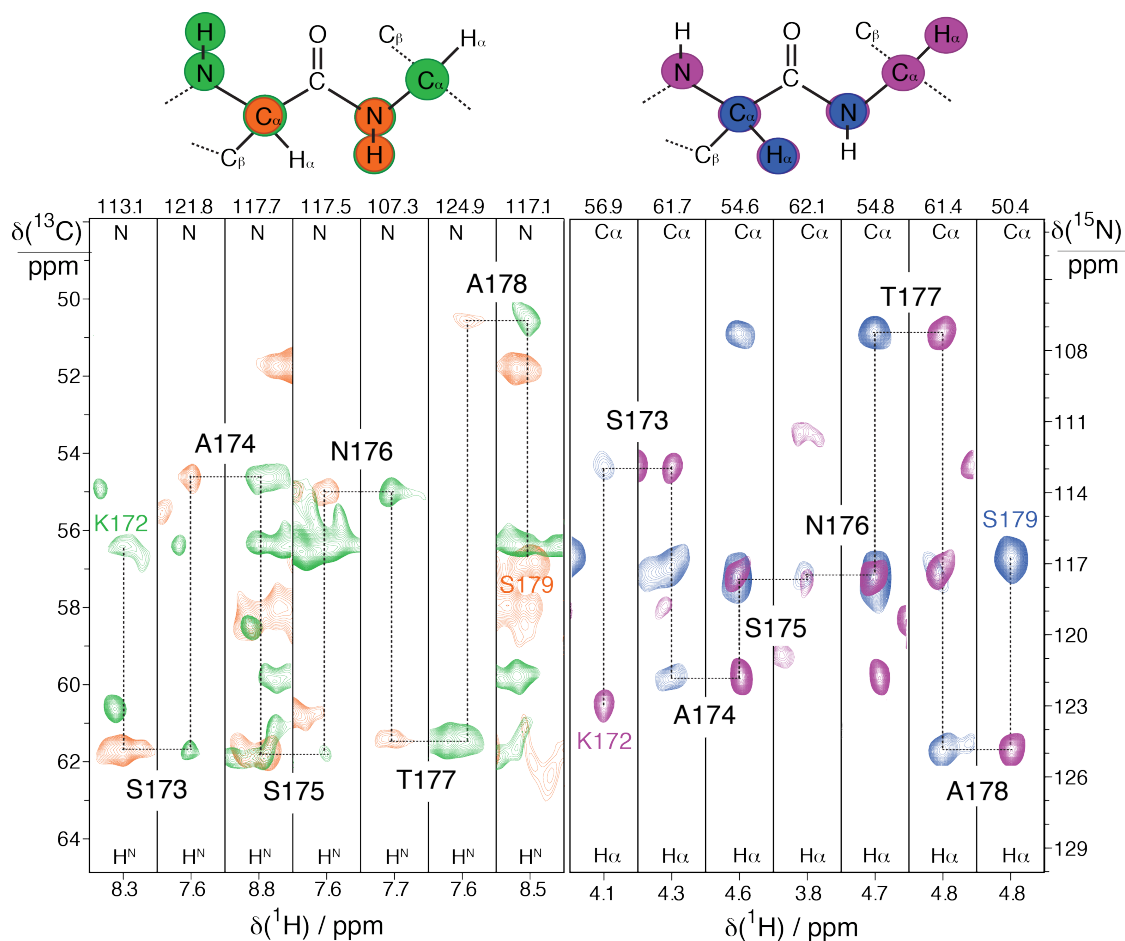 H
O
Cβ
Hα
N
C
Cα
Cα
N
Cβ
Hα
H
H
O
Cβ
Hα
N
C
Cα
Cα
N
Cβ
Hα
H
113.1 121.8 117.7 117.5 107.3 124.9 117.1
56.9 61.7 54.6 62.1 54.8 61.4 50.4
δ(¹³C)
ppm
N N N N N N N
Cα Cα Cα Cα Cα Cα Cα
δ(¹⁵N)
ppm
50
52
54
56
58
60
62
64
A178
A174
N176
K172
S179
S173
S175
T177
Hᴺ Hᴺ Hᴺ Hᴺ Hᴺ Hᴺ Hᴺ
8.3 7.6 8.8 7.6 7.7 7.6 8.5
δ(¹H) / ppm
T177
S173
N176
S179
S175
A174
K172
A178
108
111
114
117
120
123
126
129
Hα Hα Hα Hα Hα Hα Hα
4.1 4.3 4.6 3.8 4.7 4.8 4.8
δ(¹H) / ppm